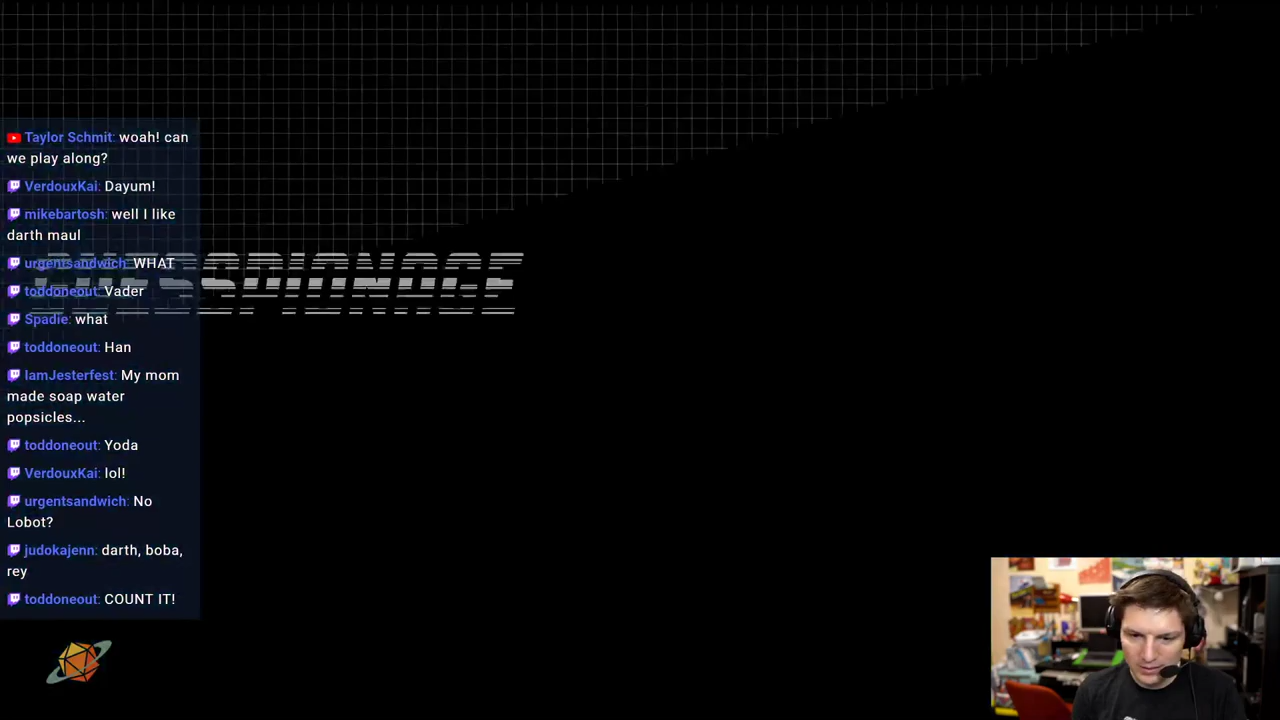 Taylor Schmit: woah! can
we play along?
VerdouxKai: Dayum!
mikebartosh: well I like
darth maul
urgentsandwich: WHAT
GUESSPIONAGE
toddoneout: Vader
Spadie: what
toddoneout: Han
IamJesterfest: My mom
made soap water
popsicles...
toddoneout: Yoda
VerdouxKai: lol!
urgentsandwich: No
Lobot?
judokajenn: darth, boba,
rey
toddoneout: COUNT IT!